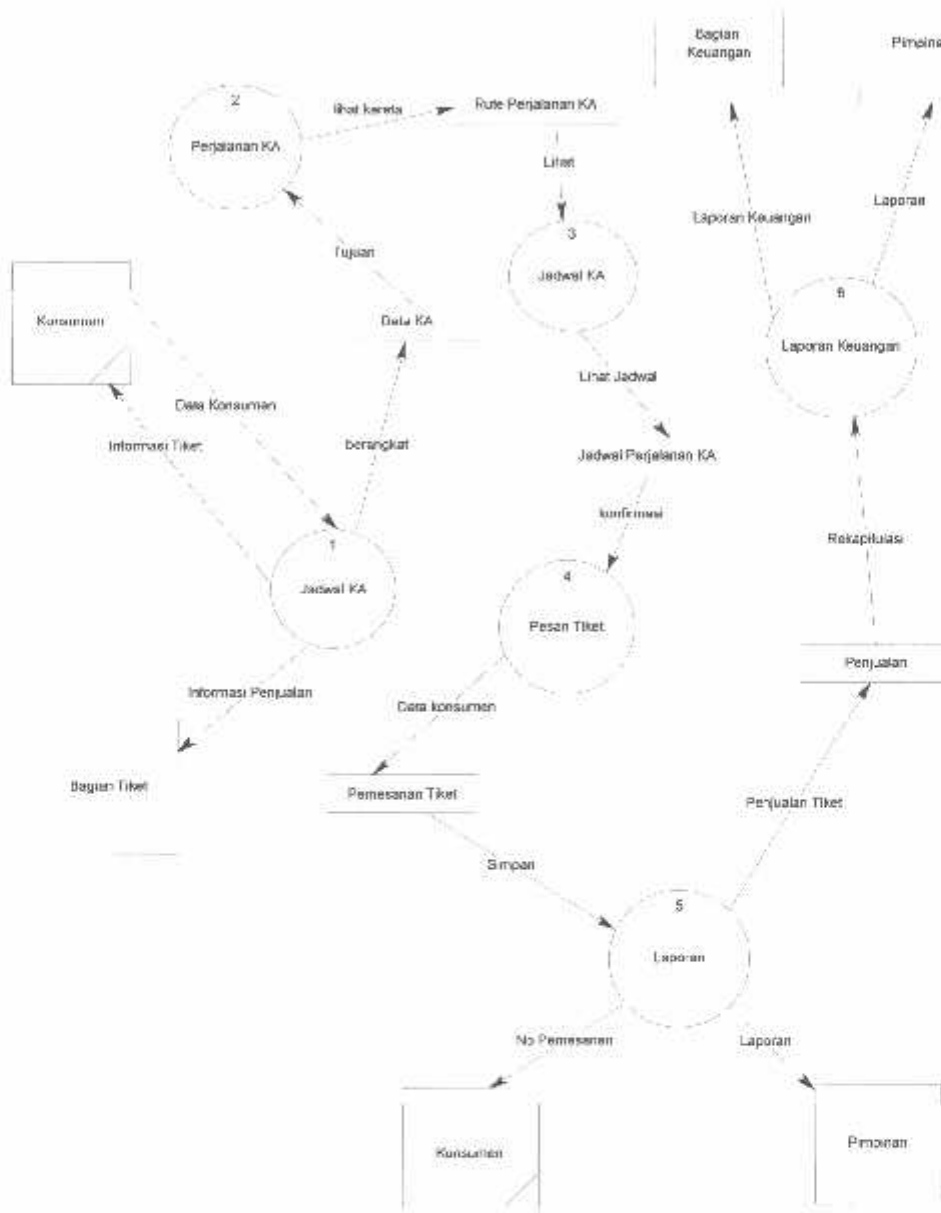 Bagian
Keuangan
Pimpina
2
Perjalanan KA
lihat kereta
Rute Perjalanan KA
Lihat
Laporan Keuangan
Laporan
3
Jadwal KA
Tujuan
Konsumen
Data KA
6
Laporan Keuangan
Lihat Jadwal
Data Konsumen
Informasi Tiket
berangkat
Jadwal Perjalanan KA
konfirmasi
Rekapitulasi
1
Jadwal KA
4
Pesan Tiket
Penjualan
Informasi Penjualan
Data konsumen
Bagian Tiket
Pemesanan Tiket
Penjualan Tiket
Simpan
5
Laporan
No Pemesanan
Laporan
Konsumen
Pimpinan